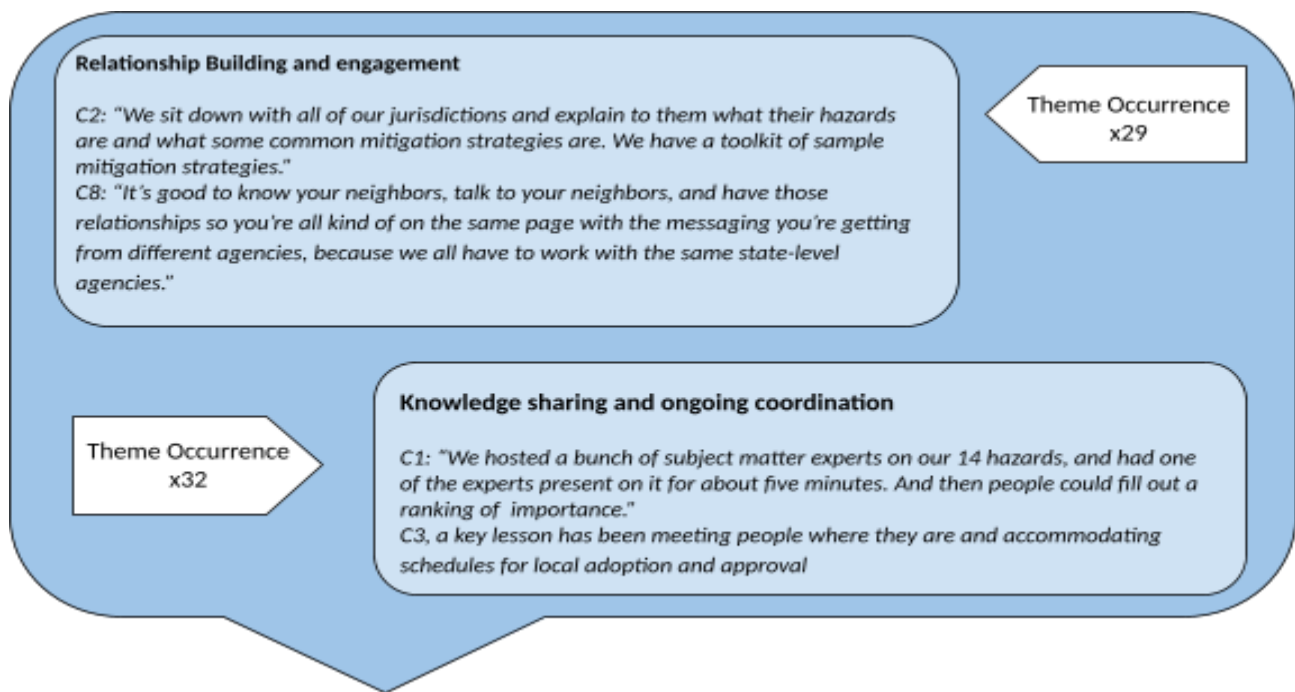 Relationship Building and engagement
C2: “We sit down with all of our jurisdictions and explain to them what their hazards
are and what some common mitigation strategies are. We have a toolkit of sample
mitigation strategies.”
C8: “It’s good to know your neighbors, talk to your neighbors, and have those
relationships so you’re all kind of on the same page with the messaging you’re getting
from different agencies, because we all have to work with the same state-level
agencies.”
Theme Occurrence
x29
Theme Occurrence
x32
Knowledge sharing and ongoing coordination
C1: “We hosted a bunch of subject matter experts on our 14 hazards, and had one
of the experts present on it for about five minutes. And then people could fill out a
ranking of  importance.”
C3, a key lesson has been meeting people where they are and accommodating
schedules for local adoption and approval